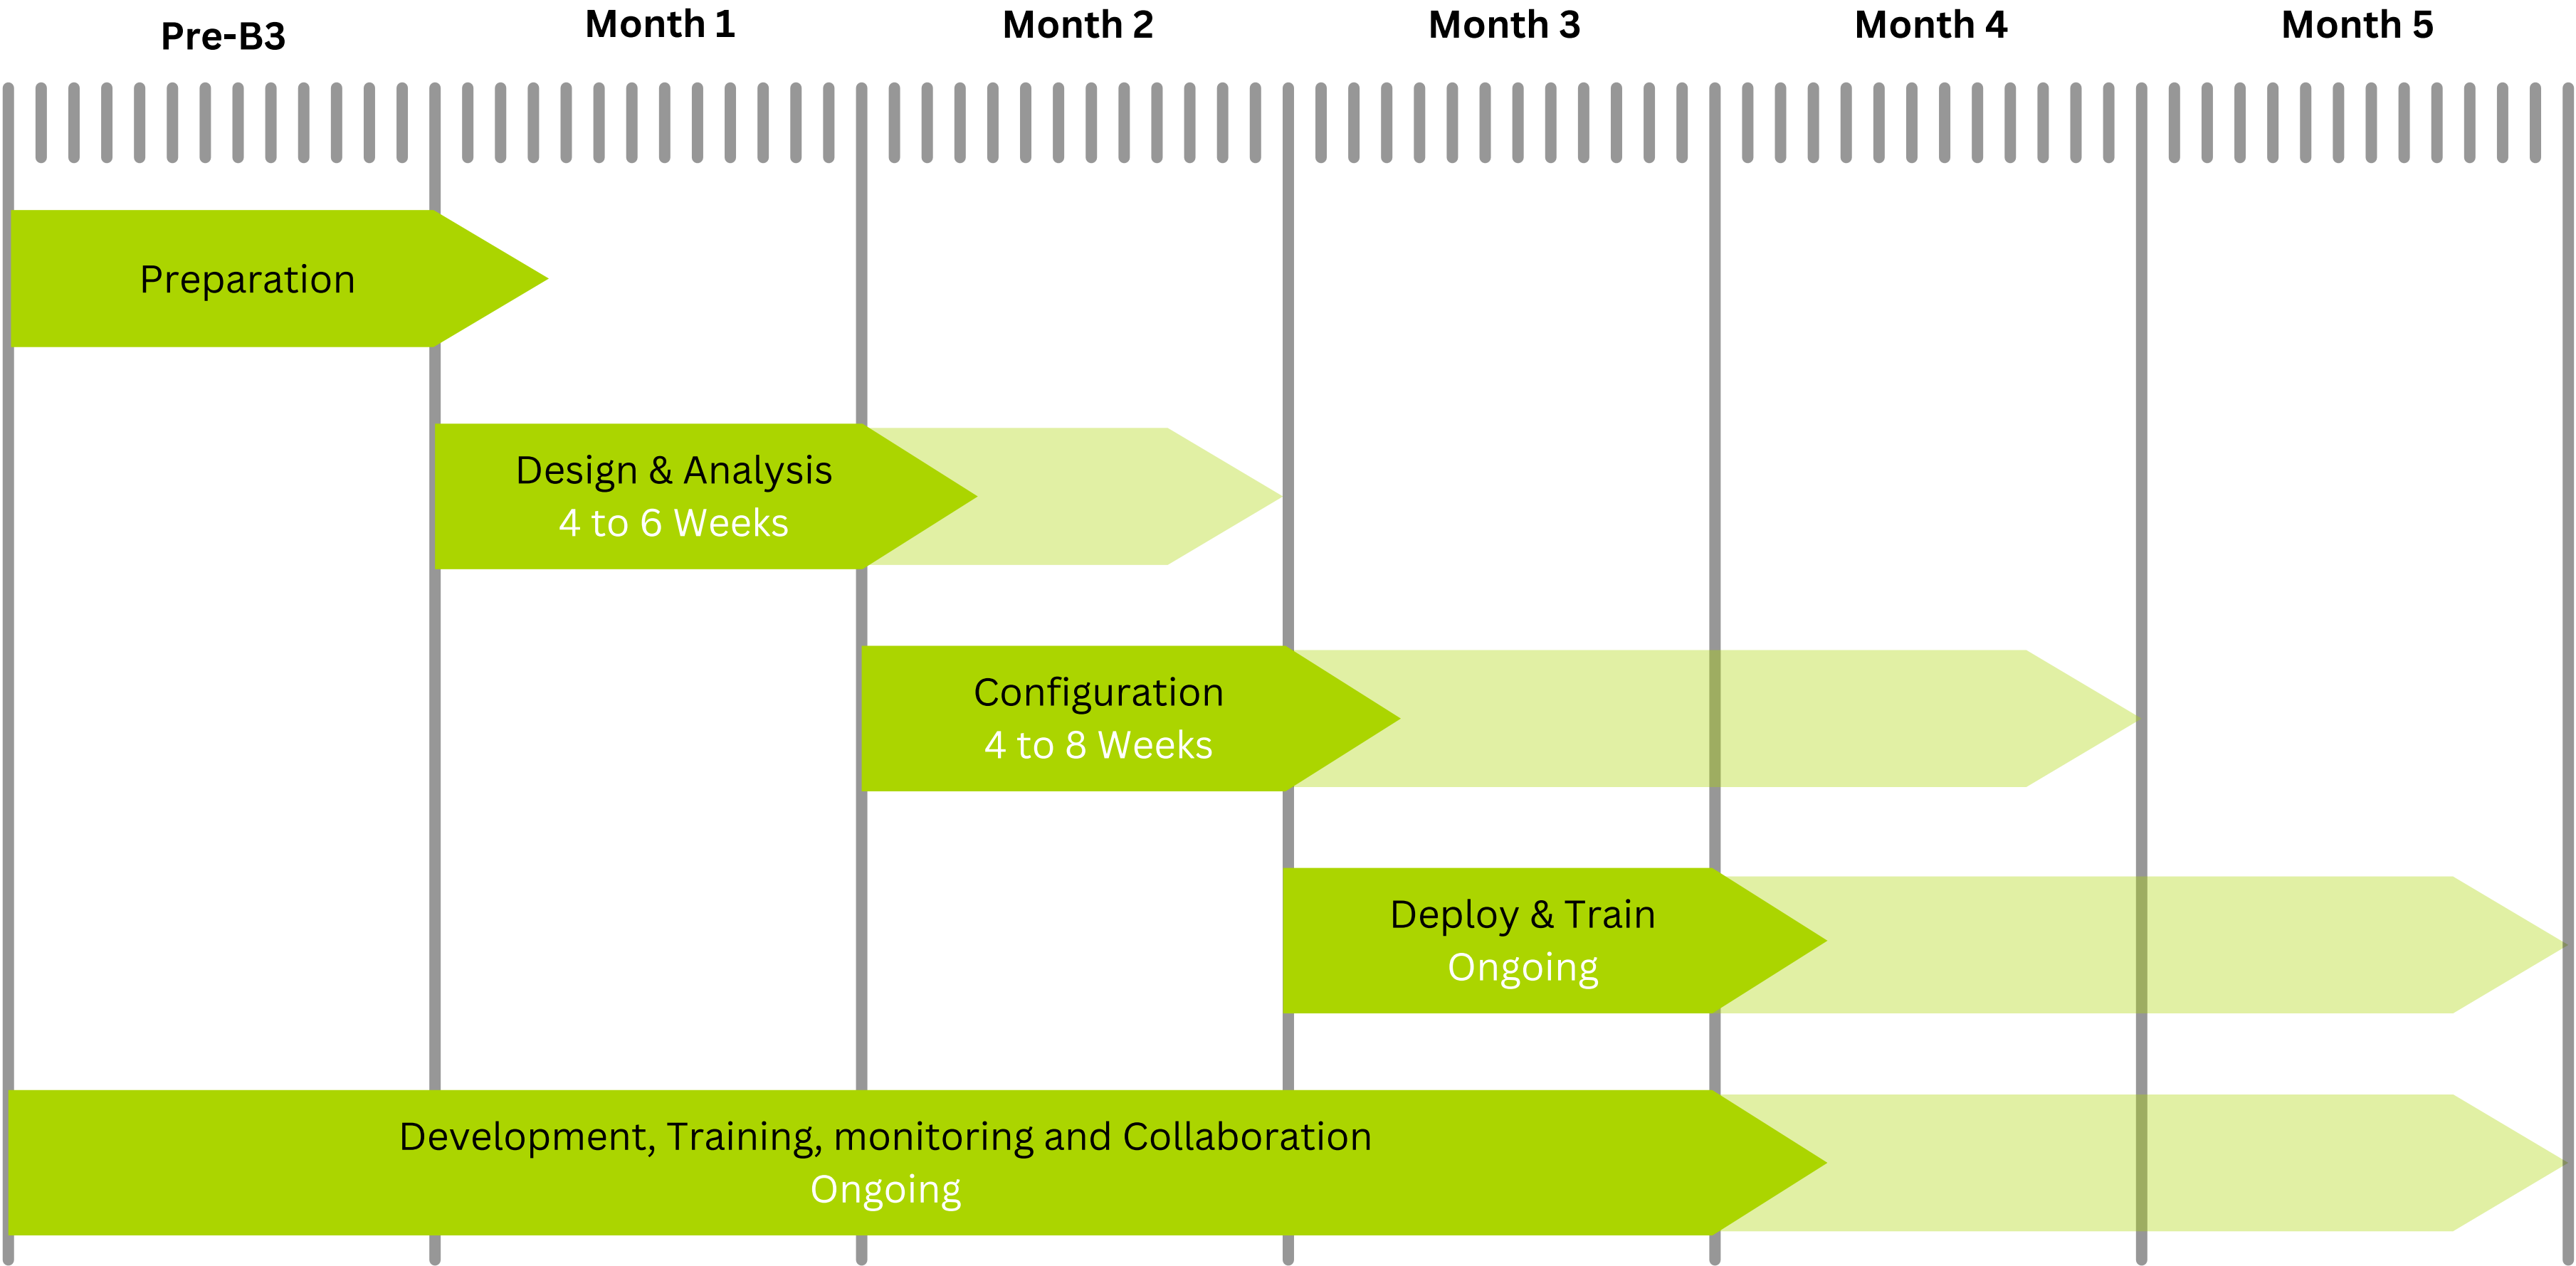 Pre-B3
Month 1
Month 2
Month 3
Month 4
Month 5
Preparation
Design & Analysis
4 to 6 Weeks
Configuration
4 to 8 Weeks
Deploy & Train
Ongoing
Development, Training, monitoring and Collaboration
Ongoing